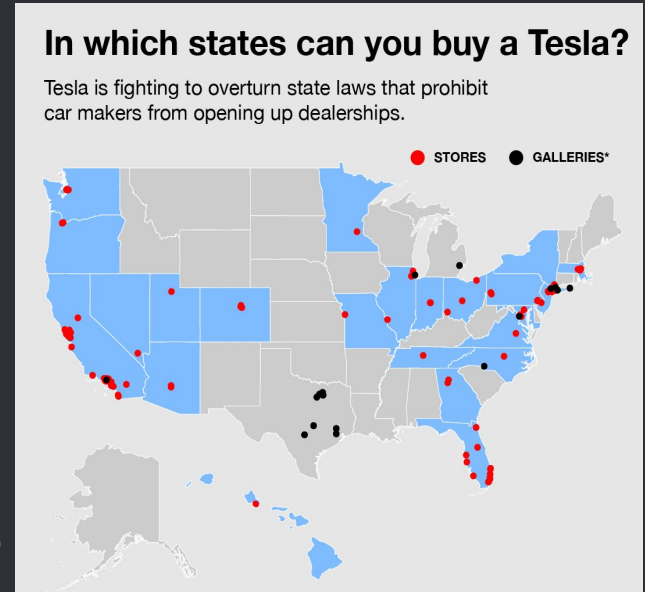 In which states can you buy a Tesla?
Tesla is fighting to overturn state laws that prohibit
car makers from opening up dealerships.
STORES GALLERIES*